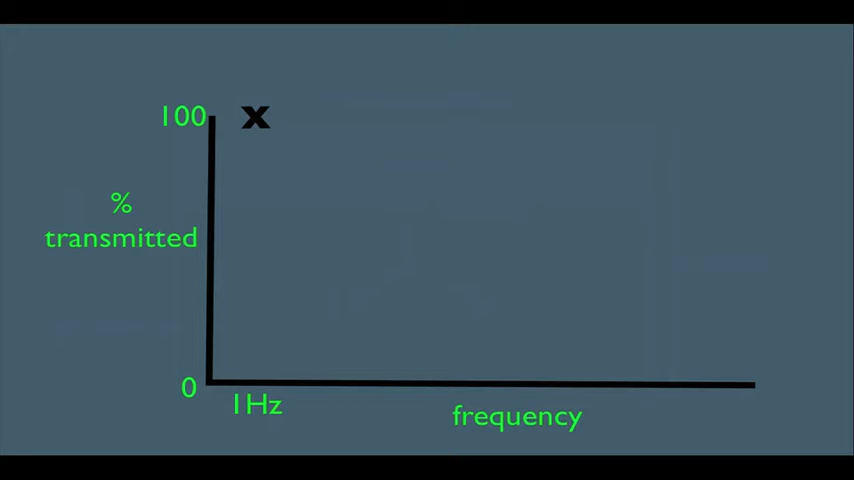 100
x
%
transmitted
0
1Hz
frequency